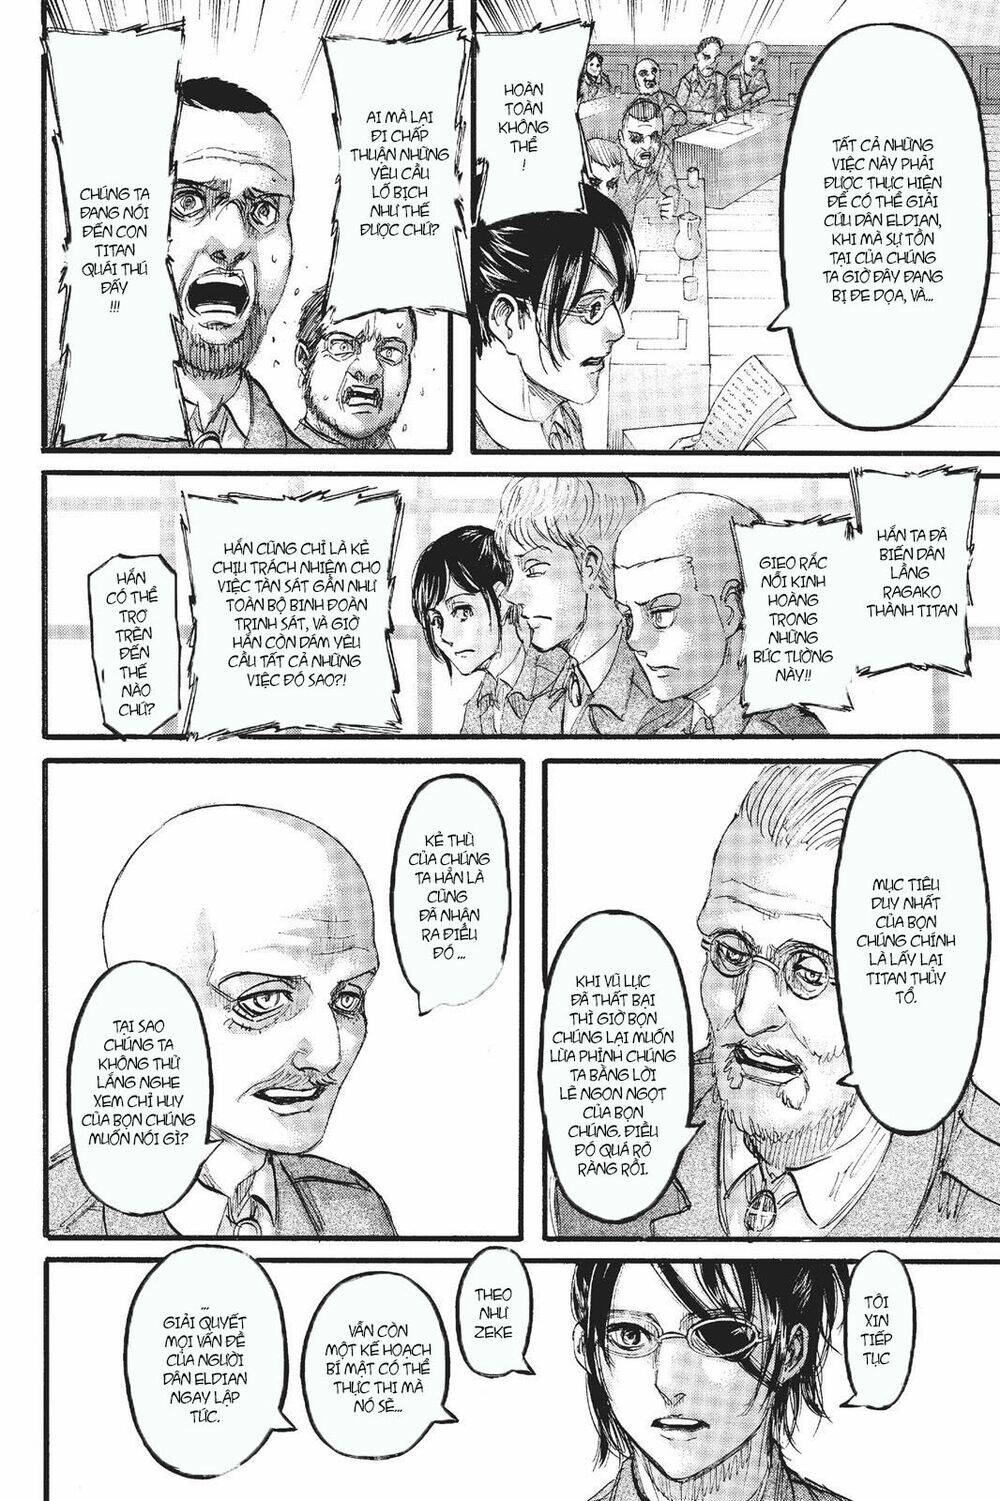 TẤT CẢ NHỮNG
VIỆC NÀY PHẢI
ĐƯỢC THỰC HIỆN
ĐỂ CÓ THỂ GIẢI
CỨU DÂN ELDIAN,
KHI MÀ SỰ TỒN
TẠI CỦA CHÚNG
TA GIỜ ĐÂY ĐANG
BỊ ĐE DỌA, VÀ...
HOÀN
TOÀN
KHÔNG
THỂ
!
AI MÀ LẠI
ĐI CHẤP
THUẬN NHỮNG
YÊU CẦU
LỐ BỊCH
NHƯ THẾ
ĐƯỢC CHỨ?
CHÚNG TA
ĐANG NÓI
ĐẾN CON
TITAN
QUÁI THÚ
ĐẤY
!!!
HẮN TA ĐÃ
BIẾN DÂN
LÀNG
RAGAKO
THÀNH TITAN
GIEO RẮC
NỖI KINH
HOÀNG
TRONG
NHỮNG
BỨC TƯỜNG
NÀY!!
HẮN CŨNG CHỈ LÀ KẺ
CHỊU TRÁCH NHIỆM CHO
VIỆC TÀN SÁT GẦN NHƯ
TOÀN BỘ BINH ĐOÀN
TRINH SÁT, VÀ GIỜ
HẮN CÒN DÁM YÊU
CẦU TẤT CẢ NHỮNG
VIỆC ĐÓ SAO?!
HẮN
CÓ THỂ
TRƠ
TRẼN
ĐẾN
THẾ
NÀO
CHỨ?
MỤC TIÊU
DUY NHẤT
CỦA BỌN
CHÚNG CHÍNH
LÀ LẤY LẠI
TITAN THỦY
TỔ.
KHI VŨ LỰC
ĐÃ THẤT BẠI
THÌ GIỜ BỌN
CHÚNG LẠI MUỐN
LỪA PHỈNH CHÚNG
TA BẰNG LỜI
LẼ NGON NGỌT
CỦA BỌN
CHÚNG. ĐIỀU
ĐÓ QUÁ RÕ
RÀNG RỒI.
KẺ THÙ
CỦA CHÚNG
TA HẲN LÀ
CŨNG
ĐÃ NHẬN
RA ĐIỀU
ĐÓ ...
TẠI SAO
CHÚNG TA
KHÔNG THỬ
LẮNG NGHE
XEM CHỈ HUY
CỦA BỌN CHÚNG
MUỐN NÓI GÌ?
TÔI
XIN
TIẾP
TỤC
THEO
NHƯ
ZEKE
VẪN CÒN
MỘT KẾ HOẠCH
BÍ MẬT CÓ THỂ
THỰC THI MÀ
NÓ SẼ...
...
GIẢI QUYẾT
MỌI VẤN ĐỀ
CỦA NGƯỜI
DÂN ELDIAN
NGAY LẬP
TỨC.